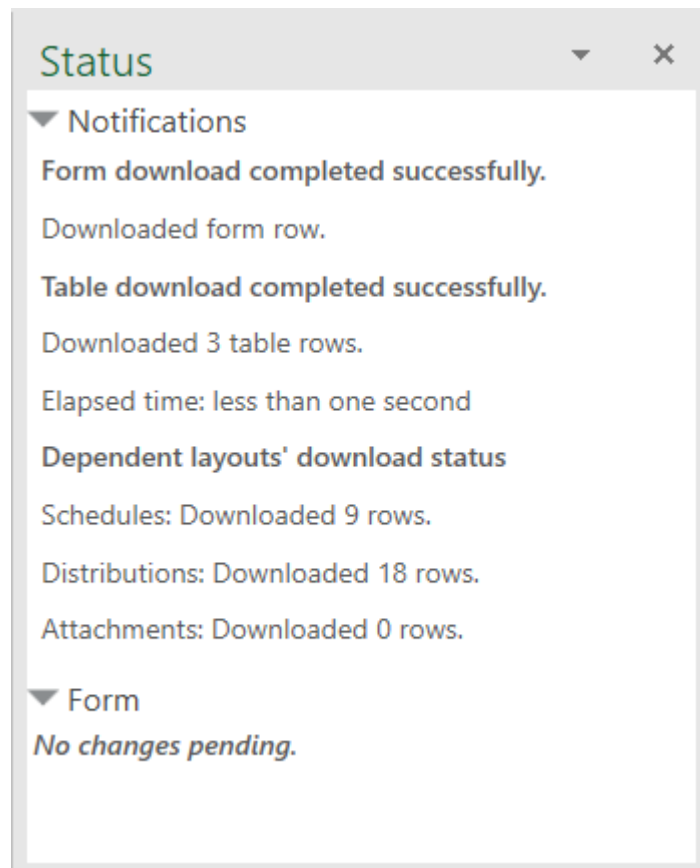 Status
Notifications
Form download completed successfully.
Downloaded form row.
Table download completed successfully.
Downloaded 3 table rows.
Elapsed time: less than one second
Dependent layouts' download status
Schedules: Downloaded 9 rows.
Distributions: Downloaded 18 rows.
Attachments: Downloaded 0 rows.
Form
No changes pending.